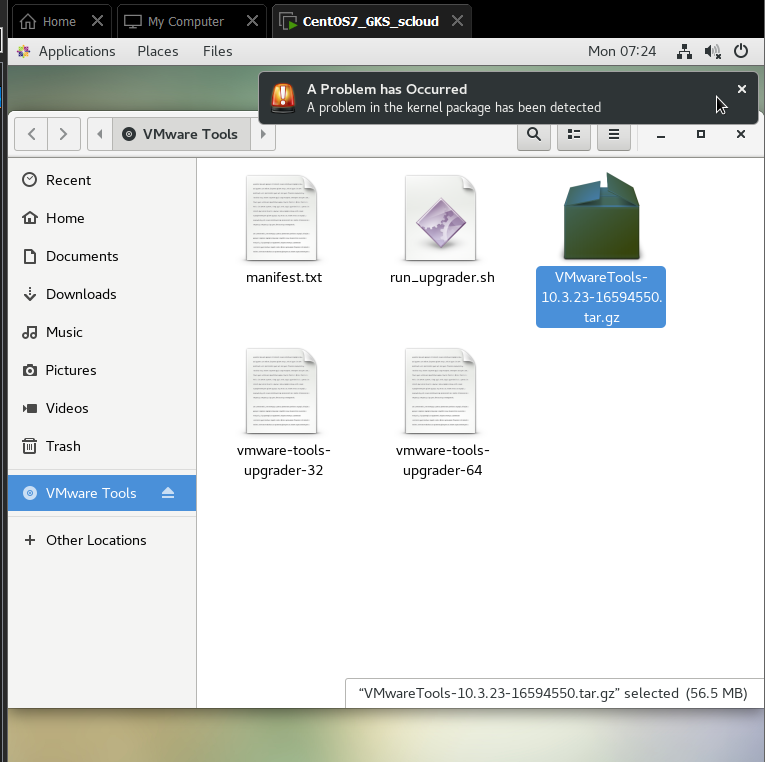 Home
My Computer
CentOS7_GKS_scloud
Applications
Places
Files
Mon 07:24
A Problem has Occurred
A problem in the kernel package has been detected
VMware Tools
Recent
Home
Documents
Downloads
Music
Pictures
Videos
Trash
VMware Tools
Other Locations
manifest.txt
run_upgrader.sh
VMwareTools-
10.3.23-16594550.
tar.gz
vmware-tools-
upgrader-32
vmware-tools-
upgrader-64
“VMwareTools-10.3.23-16594550.tar.gz” selected (56.5 MB)